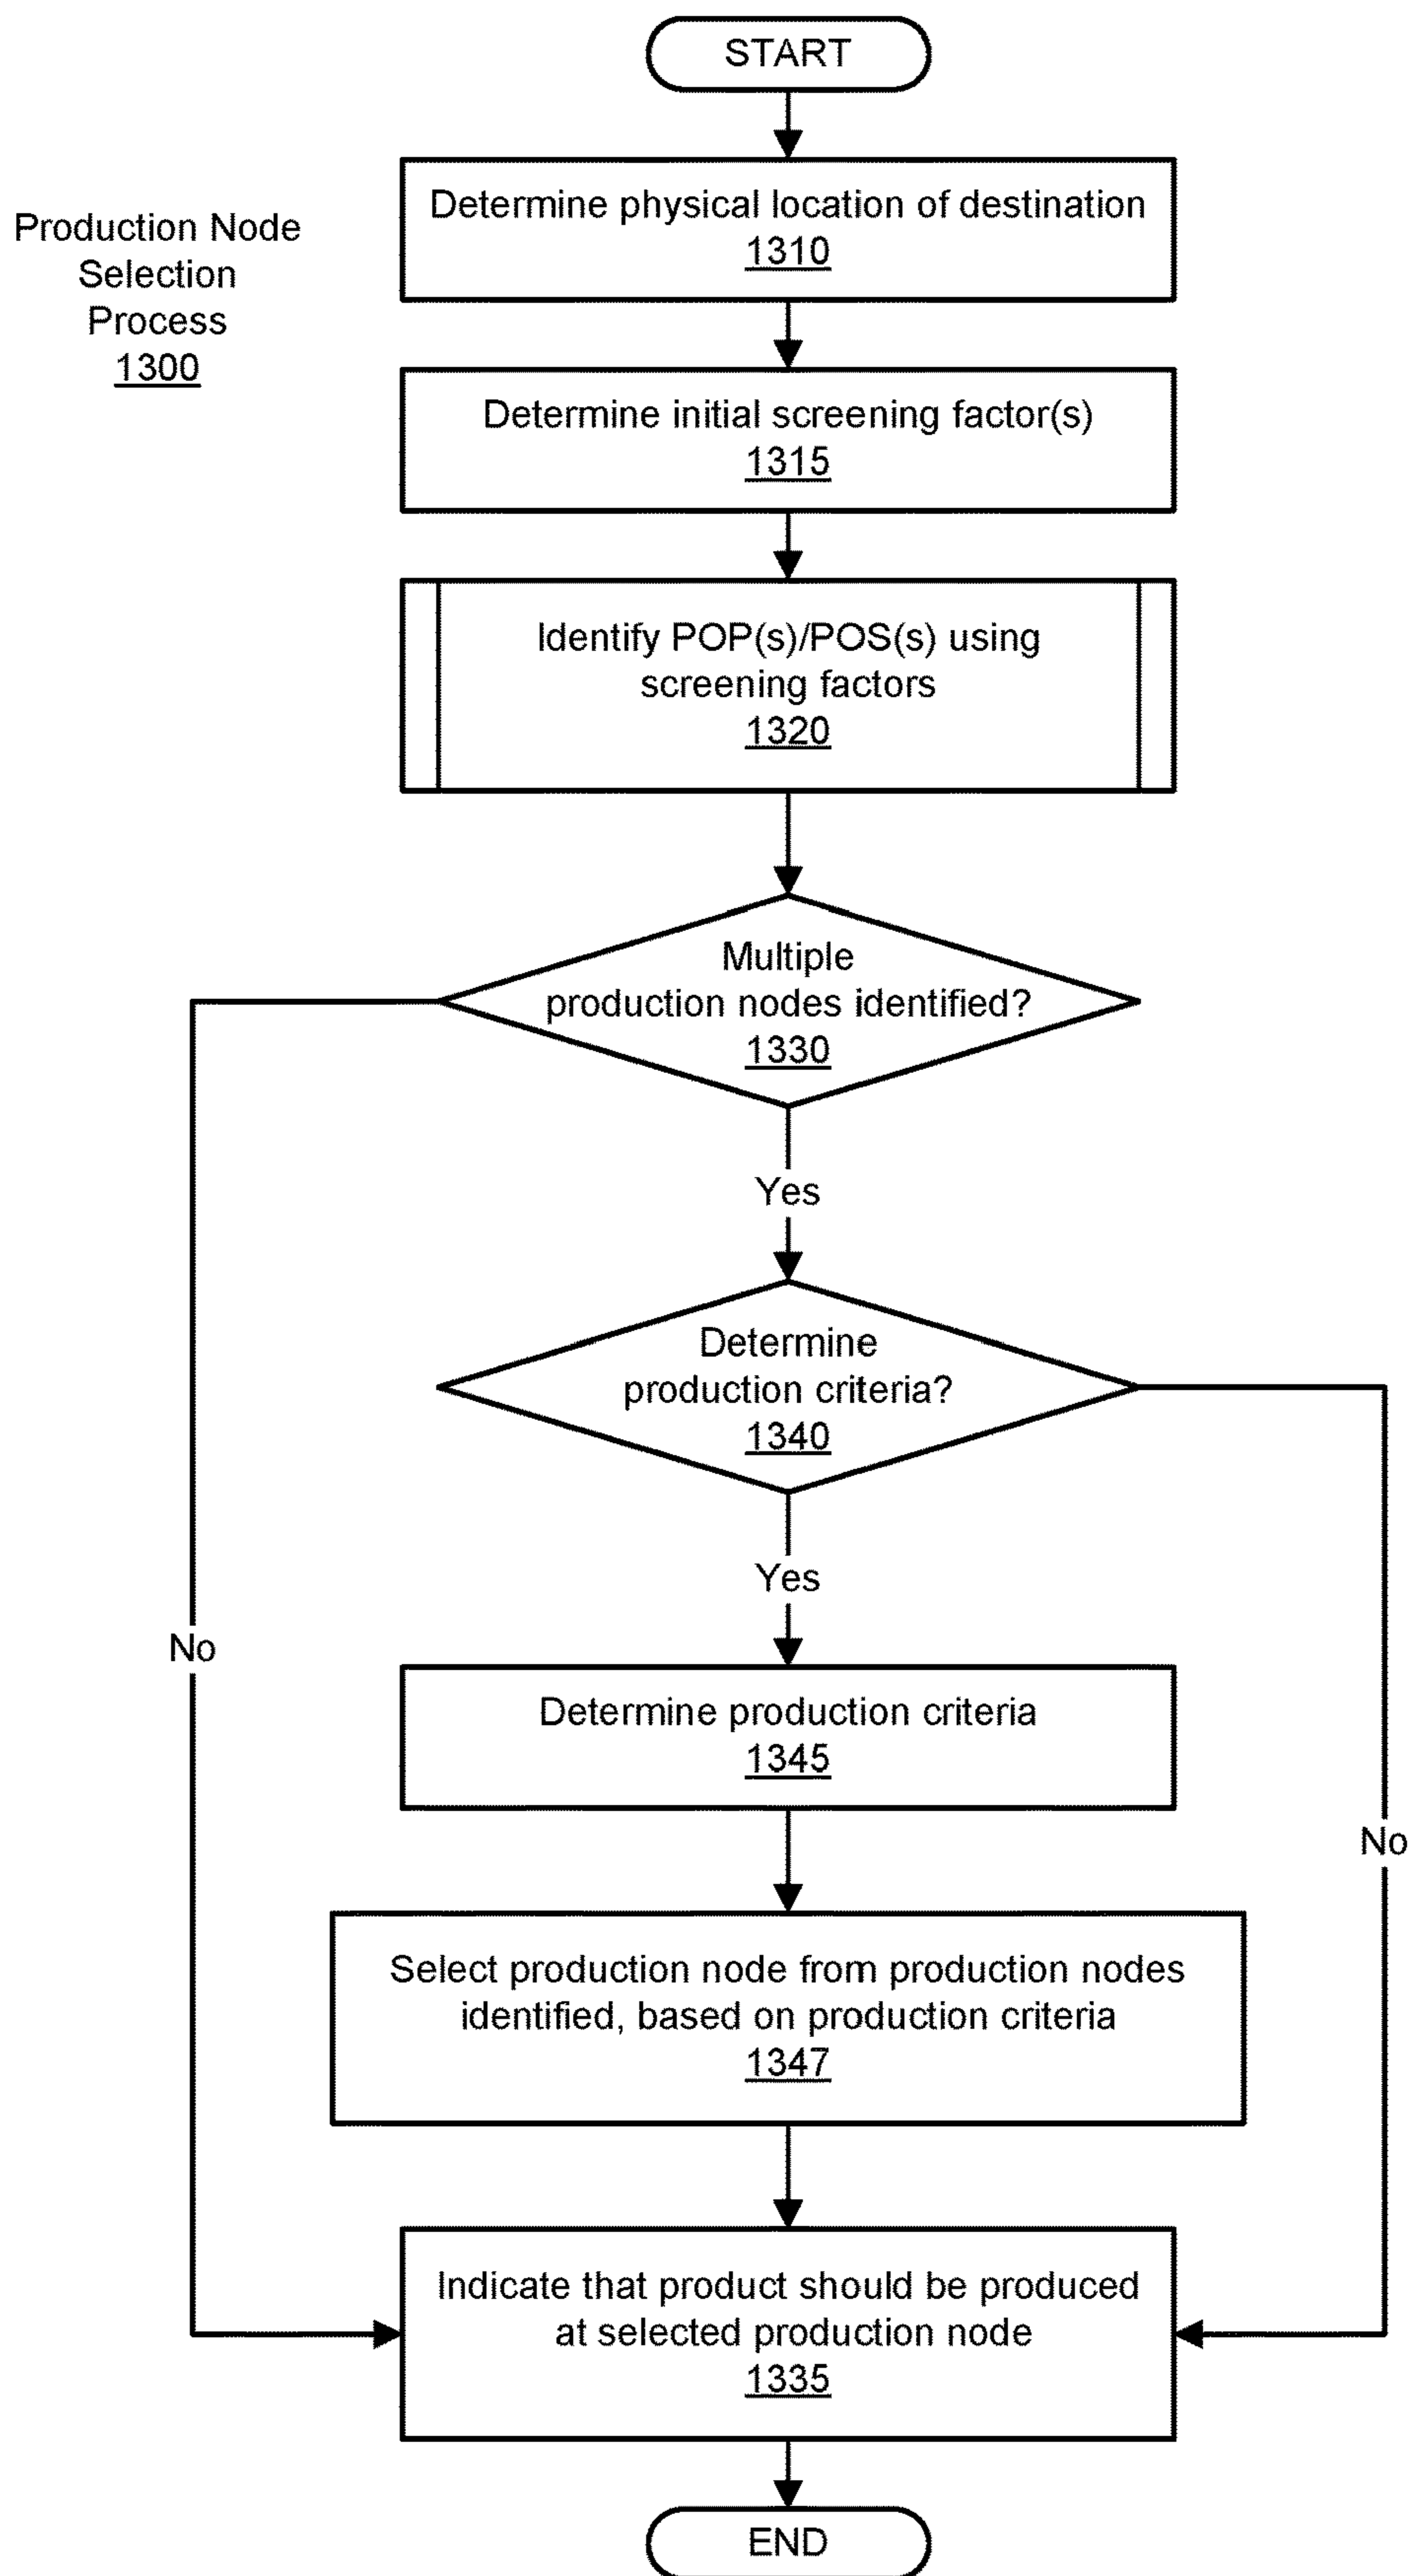 START
Determine physical location of destination
1310
Production Node
Selection
Process
1300
Determine initial screening factor(s)
1315
Identify POP(s)/POS(s) using
screening factors
1320
Multiple
production nodes identified?
1330
Yes
Determine
production criteria?
1340
Yes
No
Determine production criteria
1345
No
Select production node from production nodes
identified, based on production criteria
1347
Indicate that product should be produced
at selected production node
1335
END